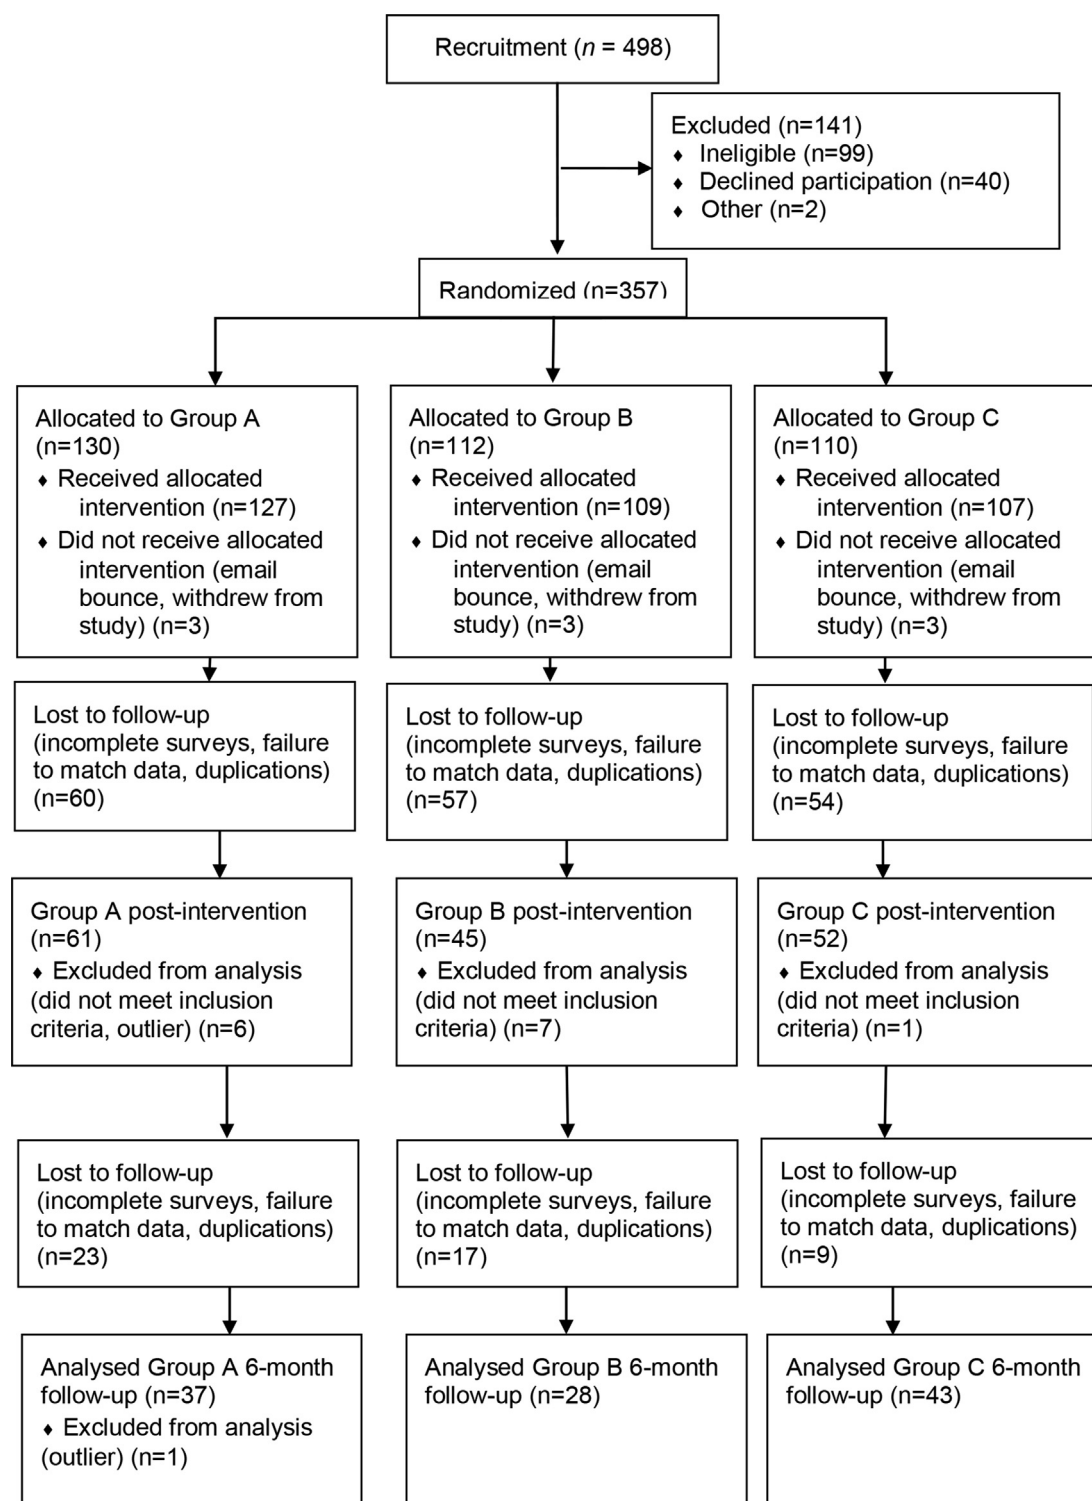 Recruitment (n = 498)
Excluded (n=141)
♦ Ineligible (n=99)
♦ Declined participation (n=40)
♦ Other (n=2)
Randomized (n=357)
Allocated to Group A
(n=130)
♦ Received allocated
intervention (n=127)
♦ Did not receive allocated
intervention (email
bounce, withdrew from
study) (n=3)
Allocated to Group B
(n=112)
♦ Received allocated
intervention (n=109)
♦ Did not receive allocated
intervention (email
bounce, withdrew from
study) (n=3)
Allocated to Group C
(n=110)
♦ Received allocated
intervention (n=107)
♦ Did not receive allocated
intervention (email
bounce, withdrew from
study) (n=3)
Lost to follow-up
(incomplete surveys, failure
to match data, duplications)
(n=60)
Lost to follow-up
(incomplete surveys, failure
to match data, duplications)
(n=57)
Lost to follow-up
(incomplete surveys, failure
to match data, duplications)
(n=54)
Group A post-intervention
(n=61)
♦ Excluded from analysis
(did not meet inclusion
criteria, outlier) (n=6)
Group B post-intervention
(n=45)
♦ Excluded from analysis
(did not meet inclusion
criteria) (n=7)
Group C post-intervention
(n=52)
♦ Excluded from analysis
(did not meet inclusion
criteria) (n=1)
Lost to follow-up
(incomplete surveys, failure
to match data, duplications)
(n=23)
Lost to follow-up
(incomplete surveys, failure
to match data, duplications)
(n=17)
Lost to follow-up
(incomplete surveys, failure
to match data, duplications)
(n=9)
Analysed Group A 6-month
follow-up (n=37)
♦ Excluded from analysis
(outlier) (n=1)
Analysed Group B 6-month
follow-up (n=28)
Analysed Group C 6-month
follow-up (n=43)